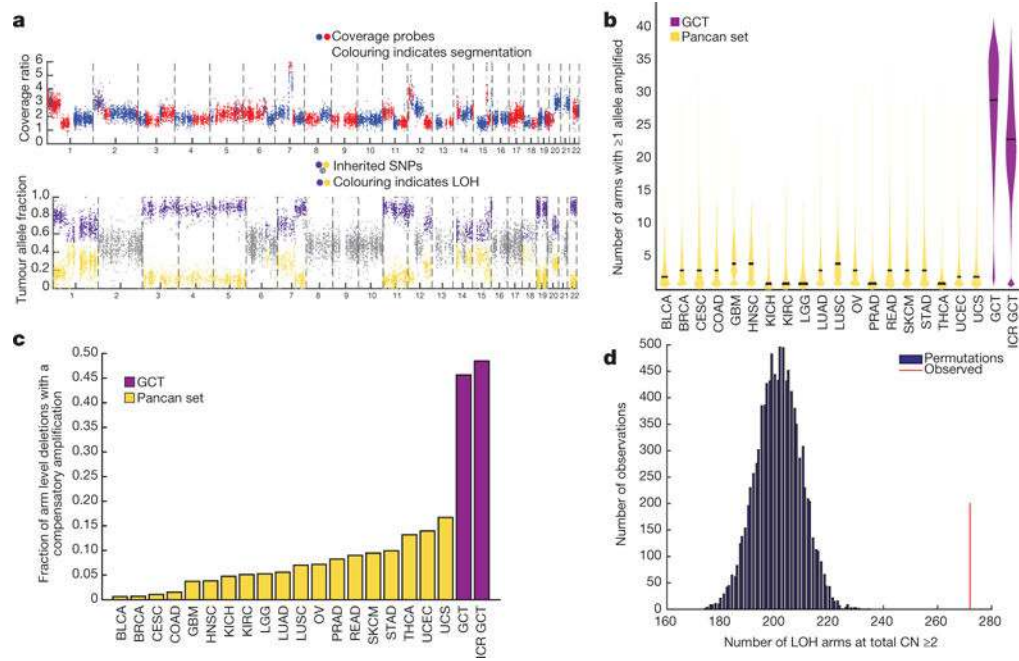 a
Coverage probes
Colouring indicates segmentation
Coverage ratio
6
5
4
3
2
1
0
1 2 3 4 5 6 7 8 9 10 11 12 13 14 15 16 17 18 19 20 21 22
Inherited SNPs
Colouring indicates LOH
Tumour allele fraction
1.0
0.8
0.6
0.4
0.2
0
1 2 3 4 5 6 7 8 9 10 11 12 13 14 15 16 17 18 19 20 21 22
b
GCT
Pancan set
Number of arms with ≥1 allele amplified
40
35
30
25
20
15
10
5
BLCA
BRCA
CESC
COAD
GBM
HNSC
KICH
KIRC
LGG
LUAD
LUSC
OV
PRAD
READ
SKCM
STAD
THCA
UCEC
UCS
GCT
ICR GCT
c
GCT
Pancan set
Fraction of arm level deletions with a
compensatory amplification
0.50
0.45
0.40
0.35
0.30
0.25
0.20
0.15
0.10
0.05
0
BLCA
BRCA
CESC
COAD
GBM
HNSC
KICH
KIRC
LGG
LUAD
LUSC
OV
PRAD
READ
SKCM
STAD
THCA
UCEC
UCS
GCT
ICR GCT
d
Permutations
Observed
Number of observations
500
450
400
350
300
250
200
150
100
50
0
160 180 200 220 240 260 280
Number of LOH arms at total CN ≥2